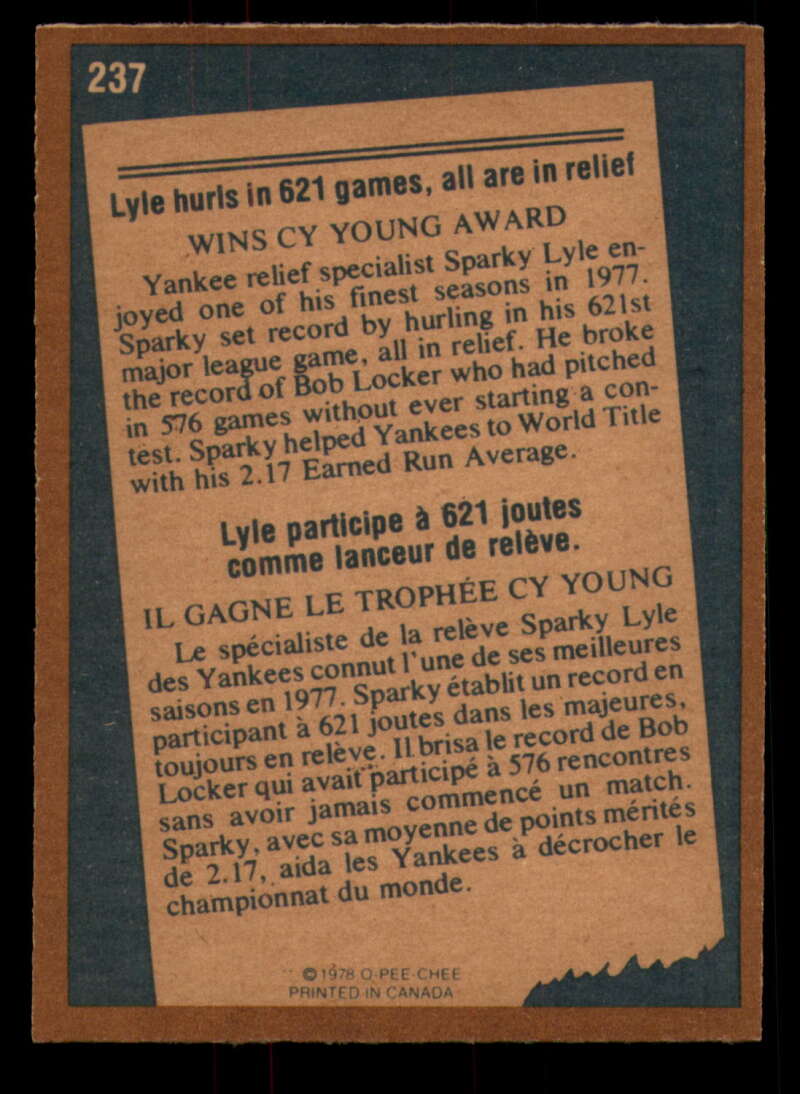 237
Lyle hurls in 621 games, all are in relief
WINS CY YOUNG AWARD
Yankee relief specialist Sparky Lyle en-
joyed one of his finest seasons in 1977.
Sparky set record by hurling in his 621st
major league game, all in relief. He broke
the record of Bob Locker who had pitched
in 576 games without ever starting a con-
test. Sparky helped Yankees to World Title
with his 2.17 Earned Run Average.
Lyle participe à 621 joutes
comme lanceur de relève.
IL GAGNE LE TROPHÉE CY YOUNG
Le spécialiste de la relève Sparky Lyle
des Yankees connut l'une de ses meilleures
saisons en 1977. Sparky établit un record en
participant à 621 joutes dans les majeures,
toujours en relève. Il brisa le record de Bob
Locker qui avait participé à 576 rencontres
sans avoir jamais commencé un match.
Sparky, avec sa moyenne de points mérités
de 2.17, aida les Yankees à décrocher le
championnat du monde.
© 1978 O-PEE-CHEE
PRINTED IN CANADA